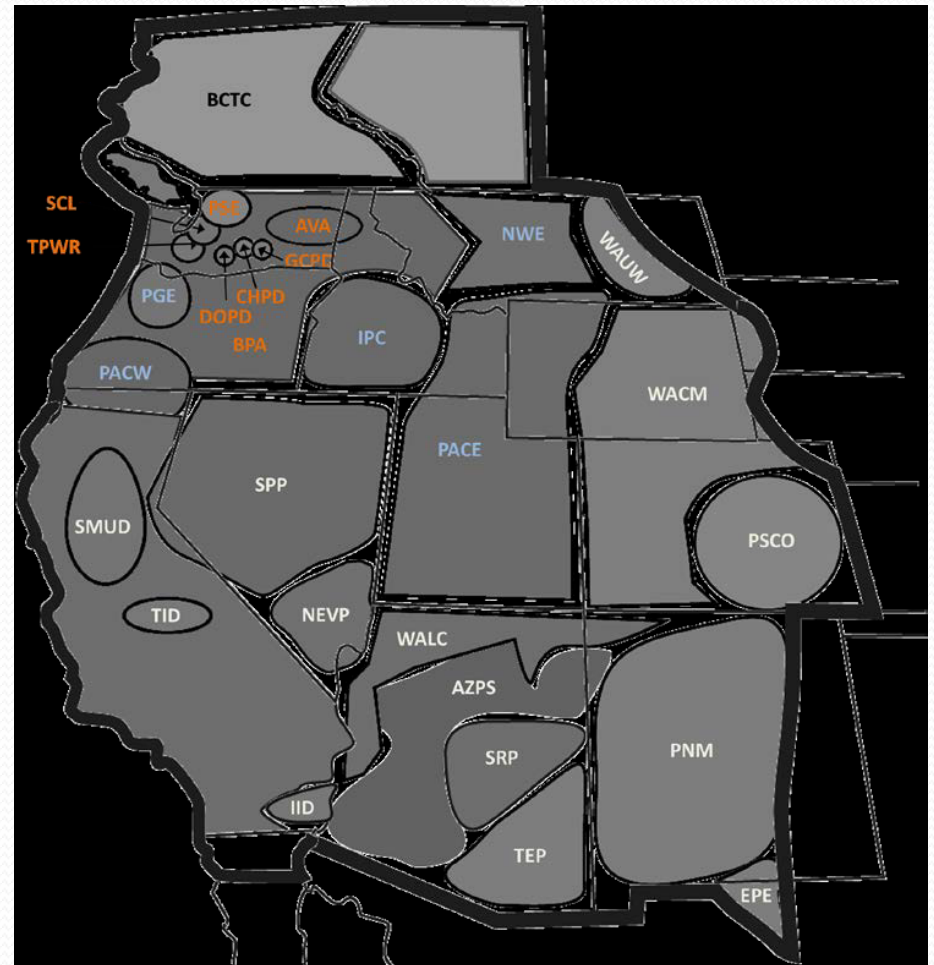 BCTC
SCL
PSE
AVA
NWE
WAUW
TPWR
GCPD
PGE
CHPD
DOPD
BPA
IPC
PACW
WACM
PACE
SPP
SMUD
PSCO
TID
NEVP
WALC
AZPS
SRP
PNM
IID
TEP
EPE